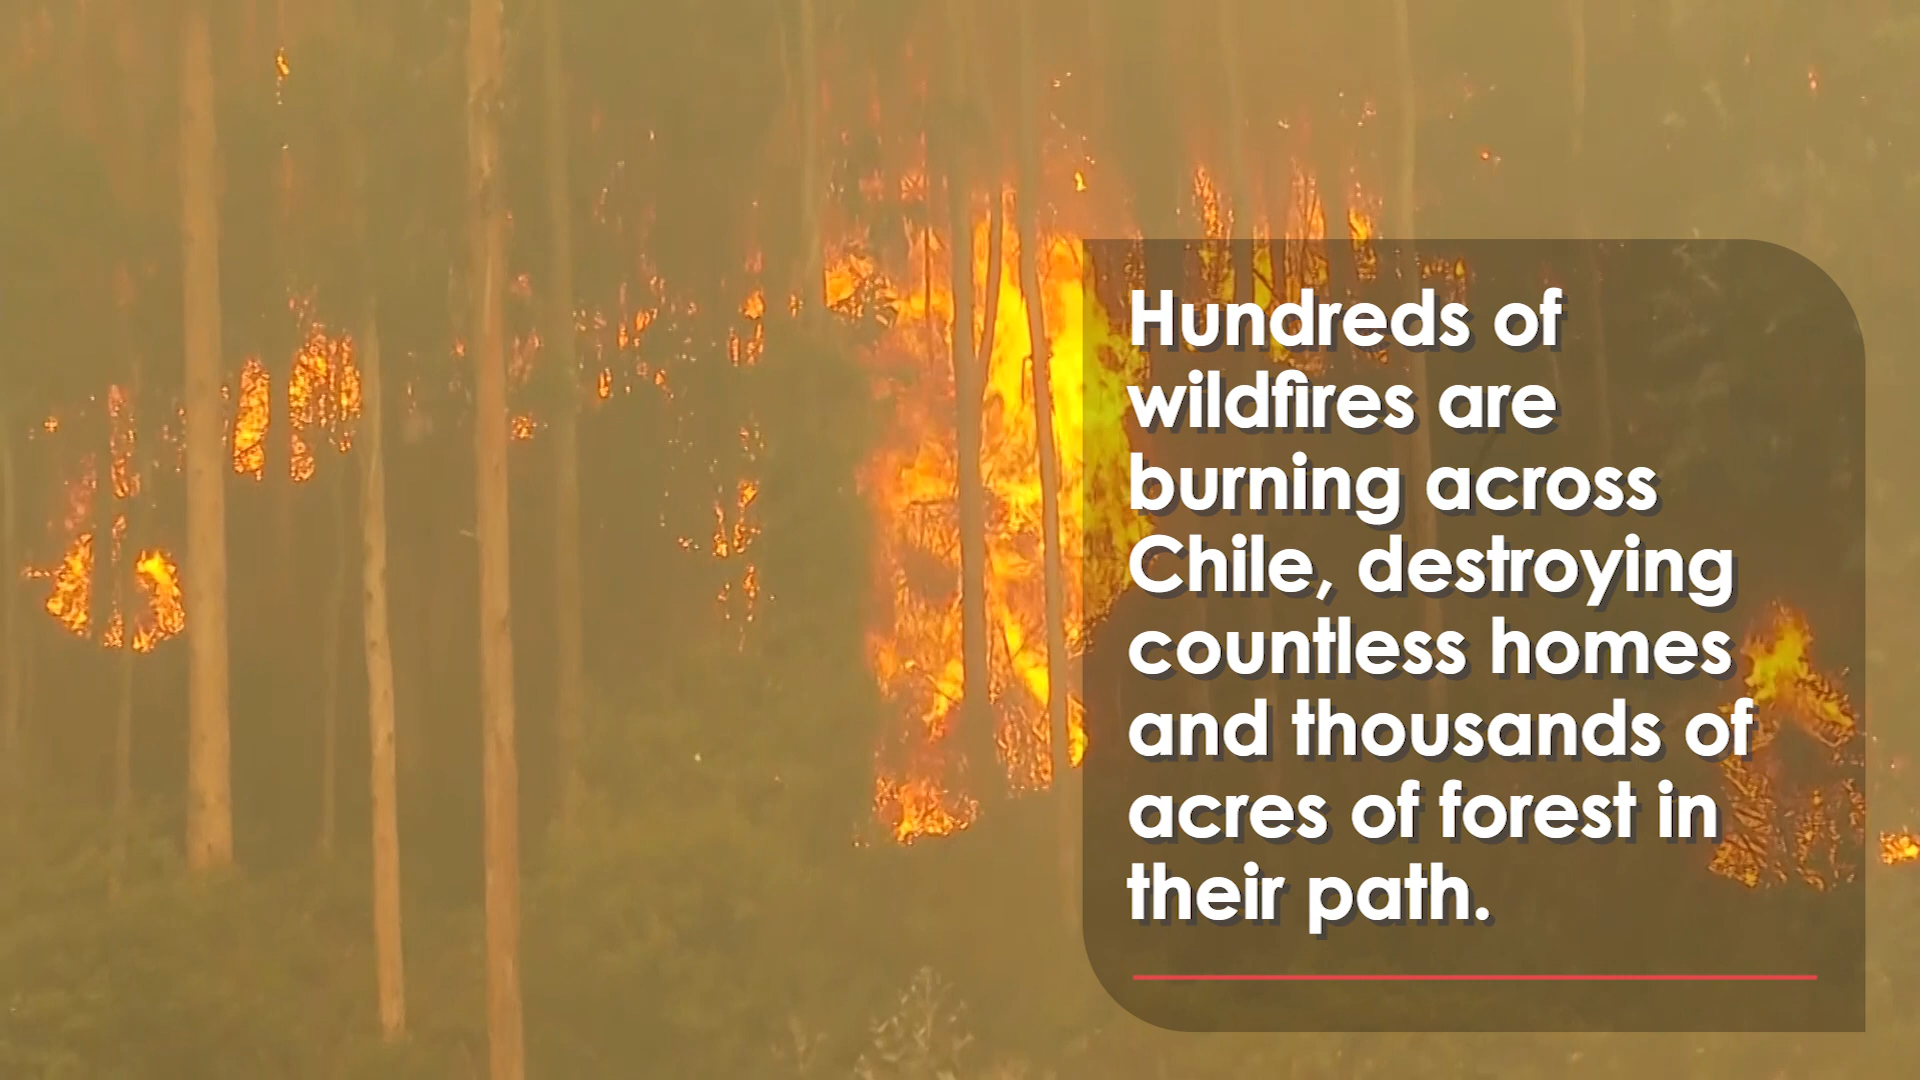 Hundreds of
wildfires are
burning across
Chile, destroying
countless homes
and thousands of
acres of forest in
their path.